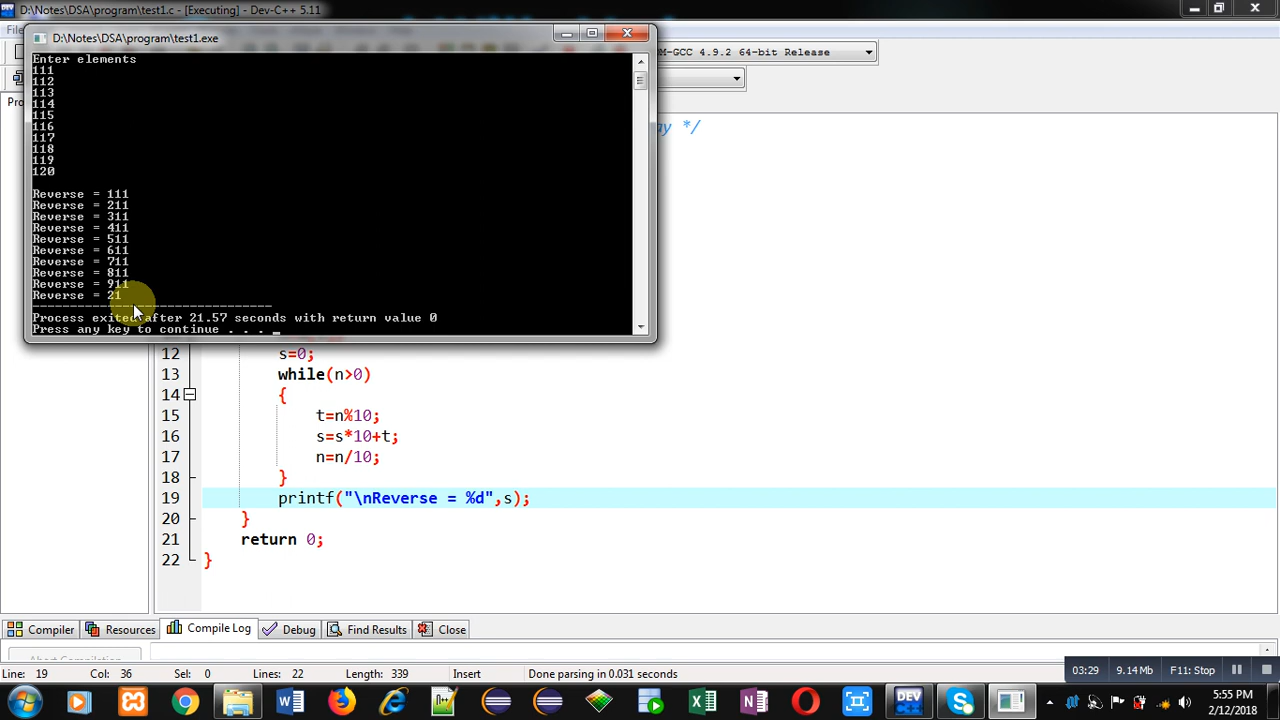 D:\Notes\DSA\program\test1.c - [Executing] - Dev-C++ 5.11
D:\Notes\DSA\program\test1.exe
Enter elements
111
112
113
114
115
116
117
118
119
120
Reverse = 111
Reverse = 211
Reverse = 311
Reverse = 411
Reverse = 511
Reverse = 611
Reverse = 711
Reverse = 811
Reverse = 911
Reverse = 21
--------------------------------
Process exited after 21.57 seconds with return value 0
Press any key to continue . . . _
M-GCC 4.9.2 64-bit Release
ay */
12 s=0;
13 while(n>0)
14 {
15 t=n%10;
16 s=s*10+t;
17 n=n/10;
18 }
19 printf("\nReverse = %d",s);
20 }
21 return 0;
22 }
Compiler Resources Compile Log Debug Find Results Close
Abort Compilation
Line: 19 Col: 36 Sel: 0 Lines: 22 Length: 339 Insert Done parsing in 0.031 seconds
03:29 9.14 Mb F11: Stop
DEV
5:55 PM
2/12/2018